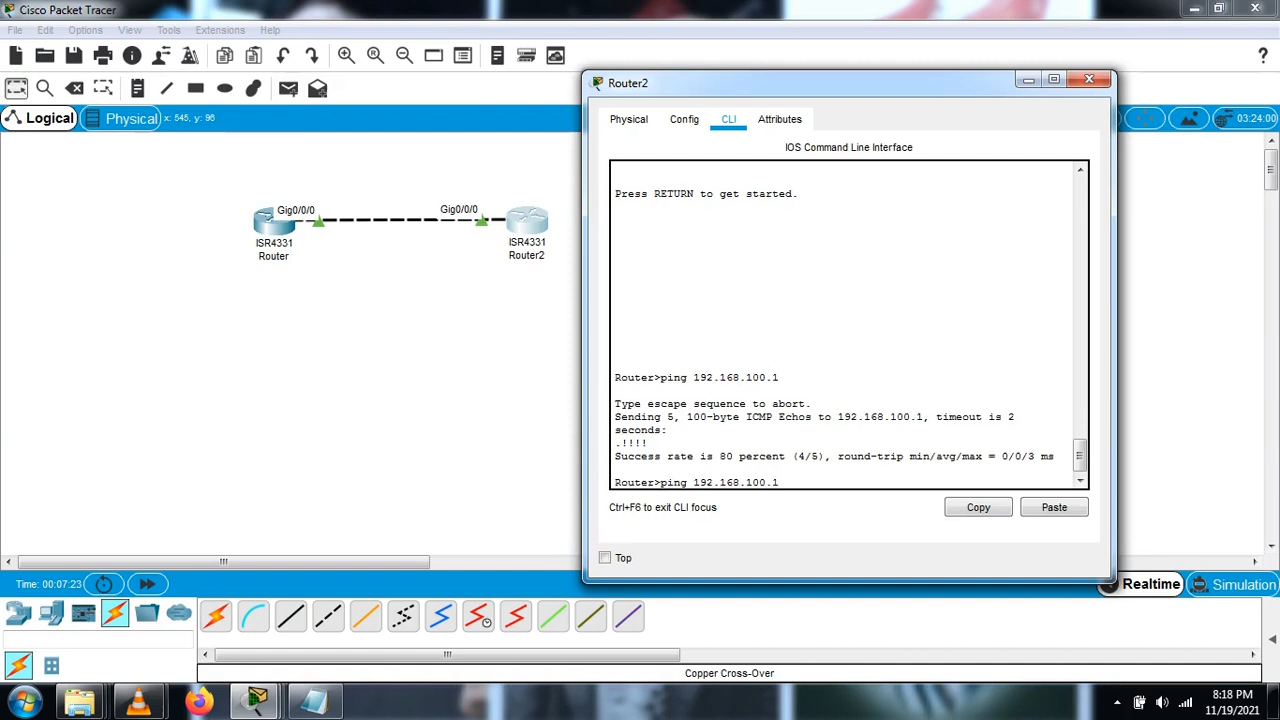 Cisco Packet Tracer
File Edit Options View Tools Extensions Help
Logical Physical x: 545, y: 96 03:24:00
Gig0/0/0 Gig0/0/0
ISR4331 ISR4331
Router Router2
Router2
Physical Config CLI Attributes
IOS Command Line Interface
Press RETURN to get started.
Router>ping 192.168.100.1
Type escape sequence to abort.
Sending 5, 100-byte ICMP Echos to 192.168.100.1, timeout is 2
seconds:
.!!!!
Success rate is 80 percent (4/5), round-trip min/avg/max = 0/0/3 ms
Router>ping 192.168.100.1
Ctrl+F6 to exit CLI focus Copy Paste
Top
Time: 00:07:23 Realtime Simulation
Copper Cross-Over
8:18 PM
11/19/2021